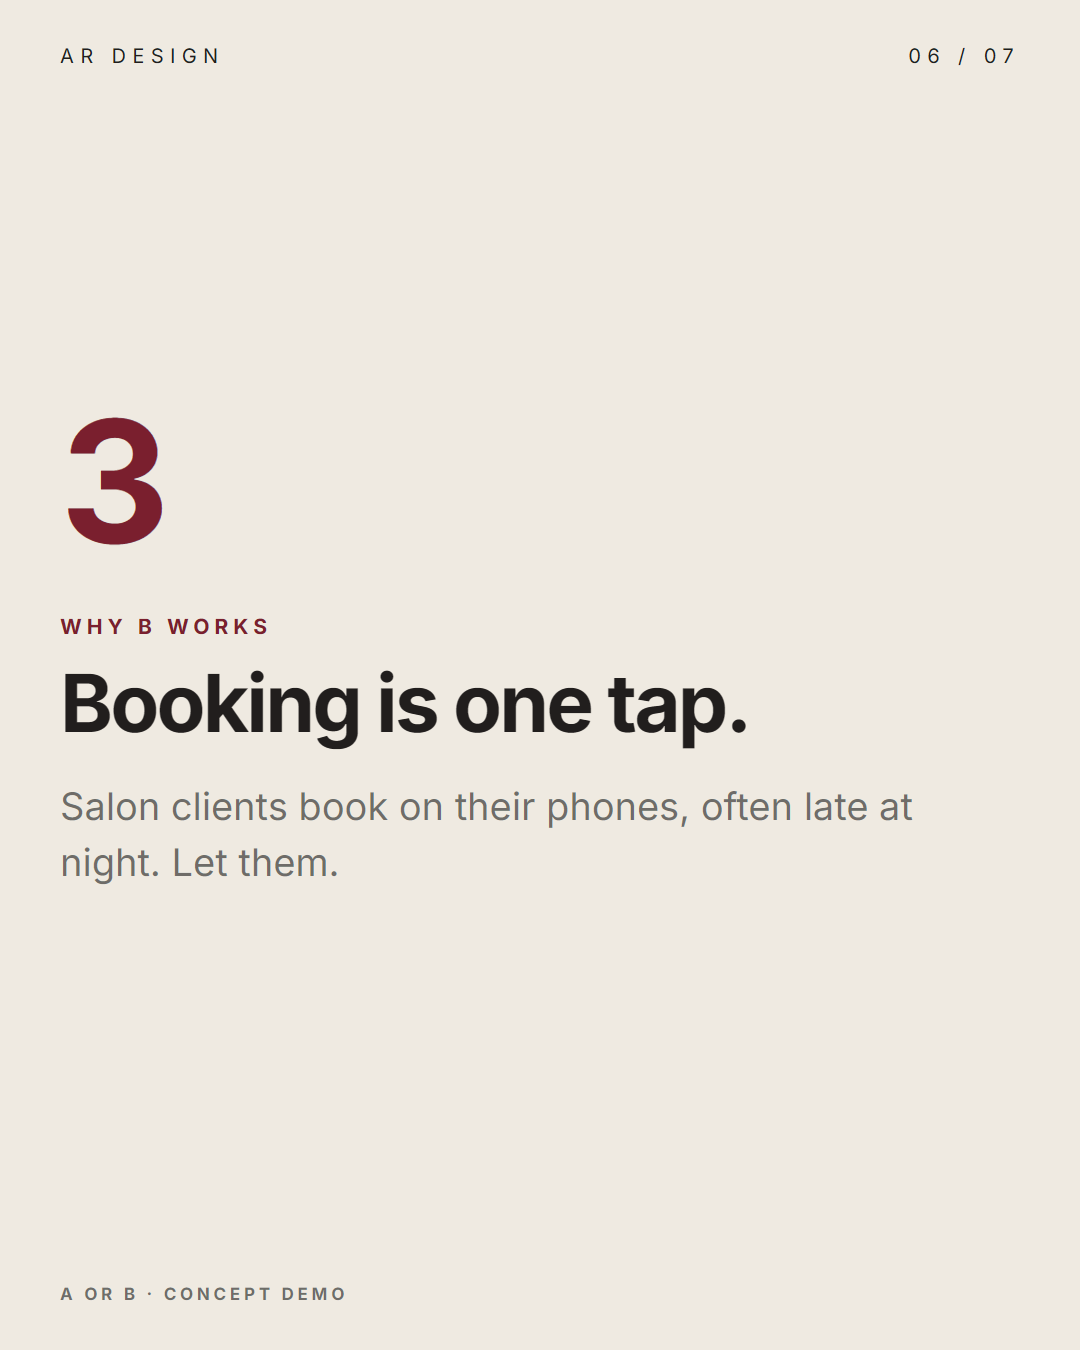 AR DESIGN
06 / 07
3
WHY B WORKS
Booking is one tap.
Salon clients book on their phones, often late at
night. Let them.
A OR B · CONCEPT DEMO